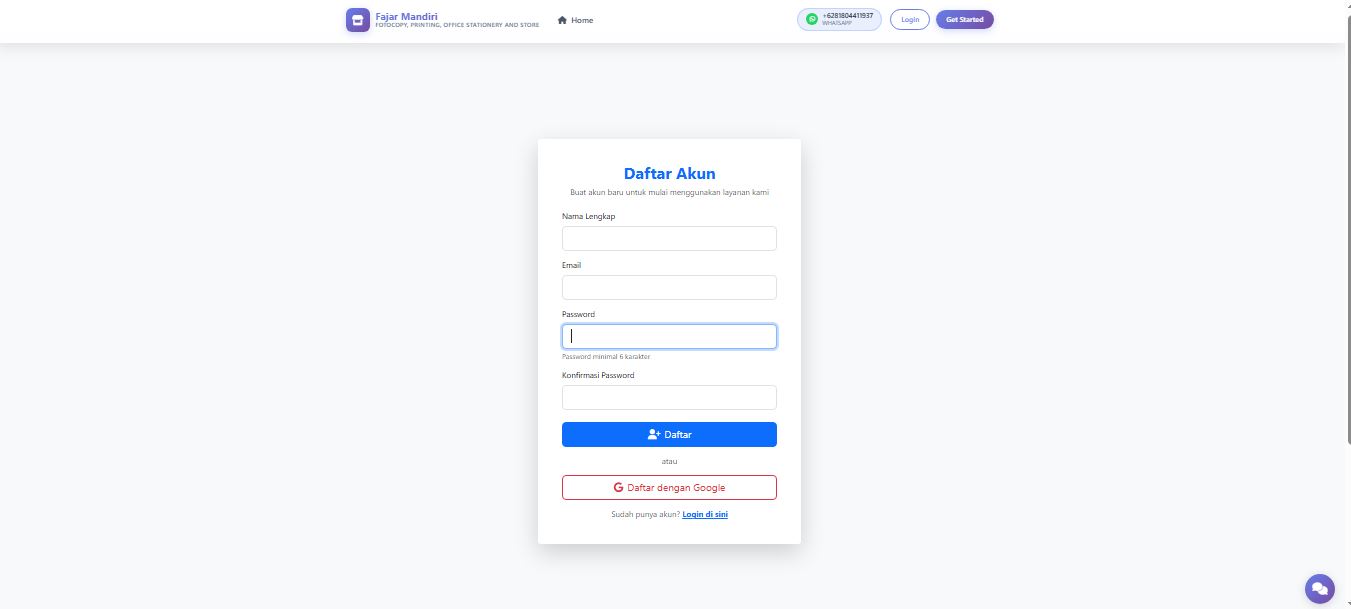 Fajar Mandiri
FOTOCOPY, PRINTING, OFFICE STATIONERY AND STORE
Home
+6281804411937
WHATSAPP
Login
Get Started
Daftar Akun
Buat akun baru untuk mulai menggunakan layanan kami
Nama Lengkap
Email
Password
Password minimal 6 karakter
Konfirmasi Password
Daftar
atau
Daftar dengan Google
Sudah punya akun? Login di sini